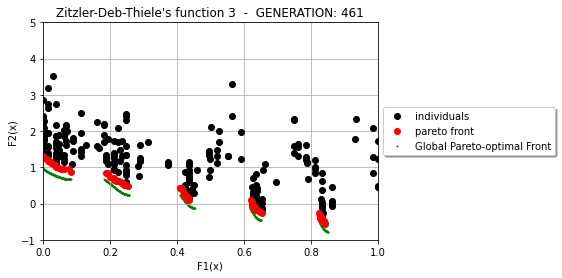 Zitzler-Deb-Thiele's function 3 - GENERATION: 461
5
4
3
2
1
0
−1
F2(x)
0.0 0.2 0.4 0.6 0.8 1.0
F1(x)
individuals
pareto front
Global Pareto-optimal Front